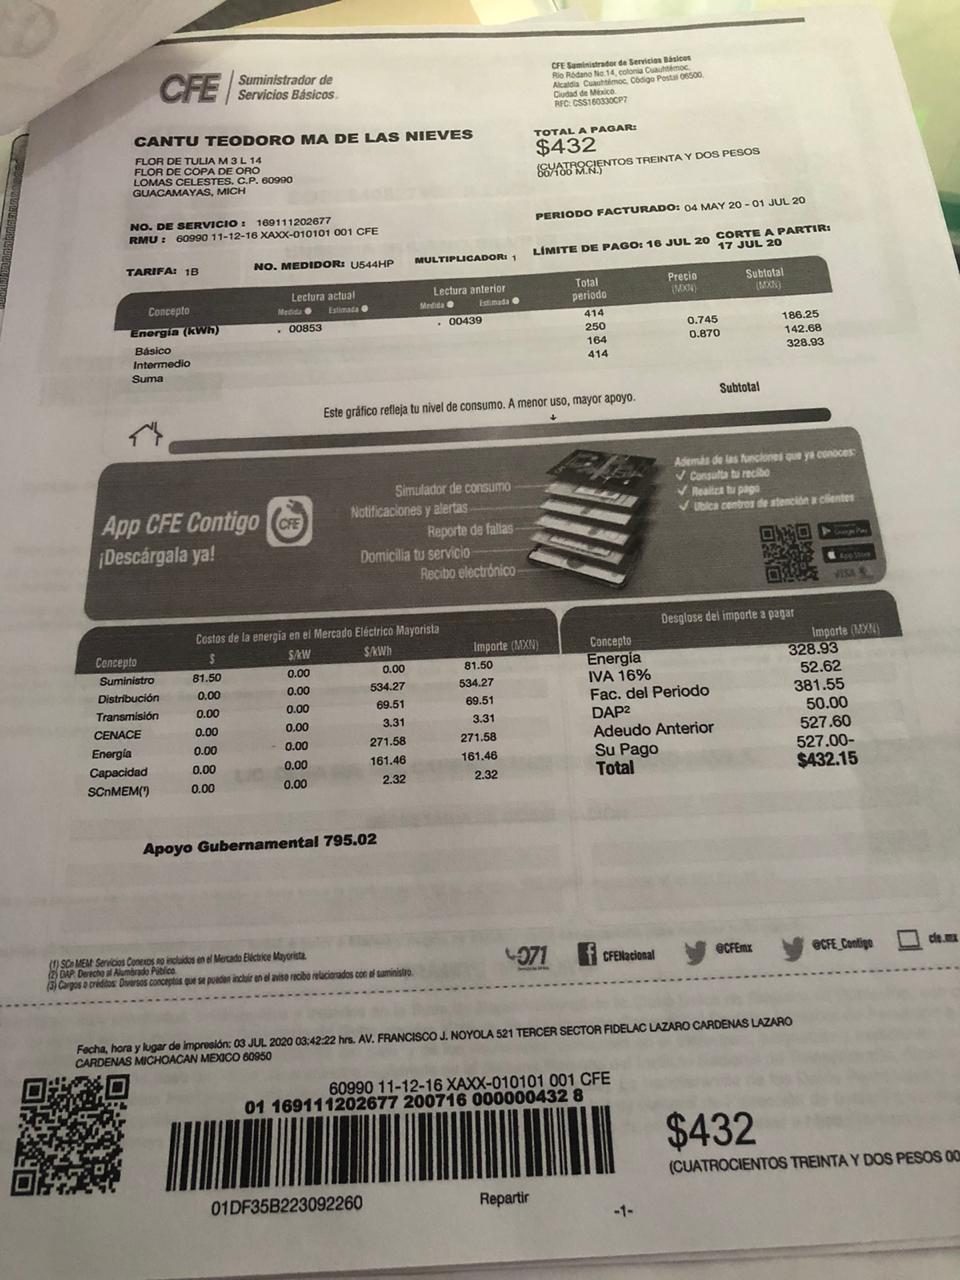 CFE Suministrador de
Servicios Básicos.
CFE Suministrador de Servicios Básicos
Río Ródano No.14, colonia Cuauhtémoc,
Alcaldía Cuauhtémoc, Código Postal 06500,
Ciudad de México.
RFC: CSS160330CP7
CANTU TEODORO MA DE LAS NIEVES
FLOR DE TULIA M 3 L 14
FLOR DE COPA DE ORO
LOMAS CELESTES. C.P. 60990
GUACAMAYAS, MICH
TOTAL A PAGAR:
$432
(CUATROCIENTOS TREINTA Y DOS PESOS
00/100 M.N.)
NO. DE SERVICIO : 169111202677
RMU : 60990 11-12-16 XAXX-010101 001 CFE
PERIODO FACTURADO: 04 MAY 20 - 01 JUL 20
TARIFA: 1B NO. MEDIDOR: U544HP MULTIPLICADOR: 1 LÍMITE DE PAGO: 16 JUL 20 CORTE A PARTIR:
17 JUL 20
Concepto Lectura actual Lectura anterior Total
periodo Precio
(MXN) Subtotal
(MXN)
Medida Estimada Medida Estimada
Energía (kWh) 00853 00439 414
Básico 250 0.745 186.25
Intermedio 164 0.870 142.68
Suma 414 328.93
Subtotal
Este gráfico refleja tu nivel de consumo. A menor uso, mayor apoyo.
App CFE Contigo CFE
¡Descárgala ya!
Simulador de consumo
Notificaciones y alertas
Reporte de fallas
Domicilia tu servicio
Recibo electrónico
Además de las funciones que ya conoces:
✓ Consulta tu recibo
✓ Realiza tu pago
✓ Ubica centros de atención a clientes
Google Play
App Store
VISA
Costos de la energía en el Mercado Eléctrico Mayorista
Concepto $ $/kW $/kWh Importe (MXN)
Suministro 81.50 0.00 0.00 81.50
Distribución 0.00 0.00 534.27 534.27
Transmisión 0.00 0.00 69.51 69.51
CENACE 0.00 0.00 3.31 3.31
Energía 0.00 0.00 271.58 271.58
Capacidad 0.00 0.00 161.46 161.46
SCnMEM(¹) 0.00 0.00 2.32 2.32
Desglose del importe a pagar
Concepto Importe (MXN)
Energía 328.93
IVA 16% 52.62
Fac. del Periodo 381.55
DAP² 50.00
Adeudo Anterior 527.60
Su Pago 527.00-
Total $432.15
Apoyo Gubernamental 795.02
(1) SCn MEM: Servicios Conexos no incluidos en el Mercado Eléctrico Mayorista.
(2) DAP: Derecho al Alumbrado Público.
(3) Cargos o créditos: Diversos conceptos que se pueden incluir en el aviso recibo relacionados con el suministro.
071 CFENacional @CFEmx @CFE_Contigo cfe.mx
Fecha, hora y lugar de impresión: 03 JUL 2020 03:42:22 hrs. AV. FRANCISCO J. NOYOLA 521 TERCER SECTOR FIDELAC LAZARO CARDENAS LAZARO
CARDENAS MICHOACAN MEXICO 60950
60990 11-12-16 XAXX-010101 001 CFE
01 169111202677 200716 000000432 8
01DF35B223092260
Repartir
-1-
$432
(CUATROCIENTOS TREINTA Y DOS PESOS 00